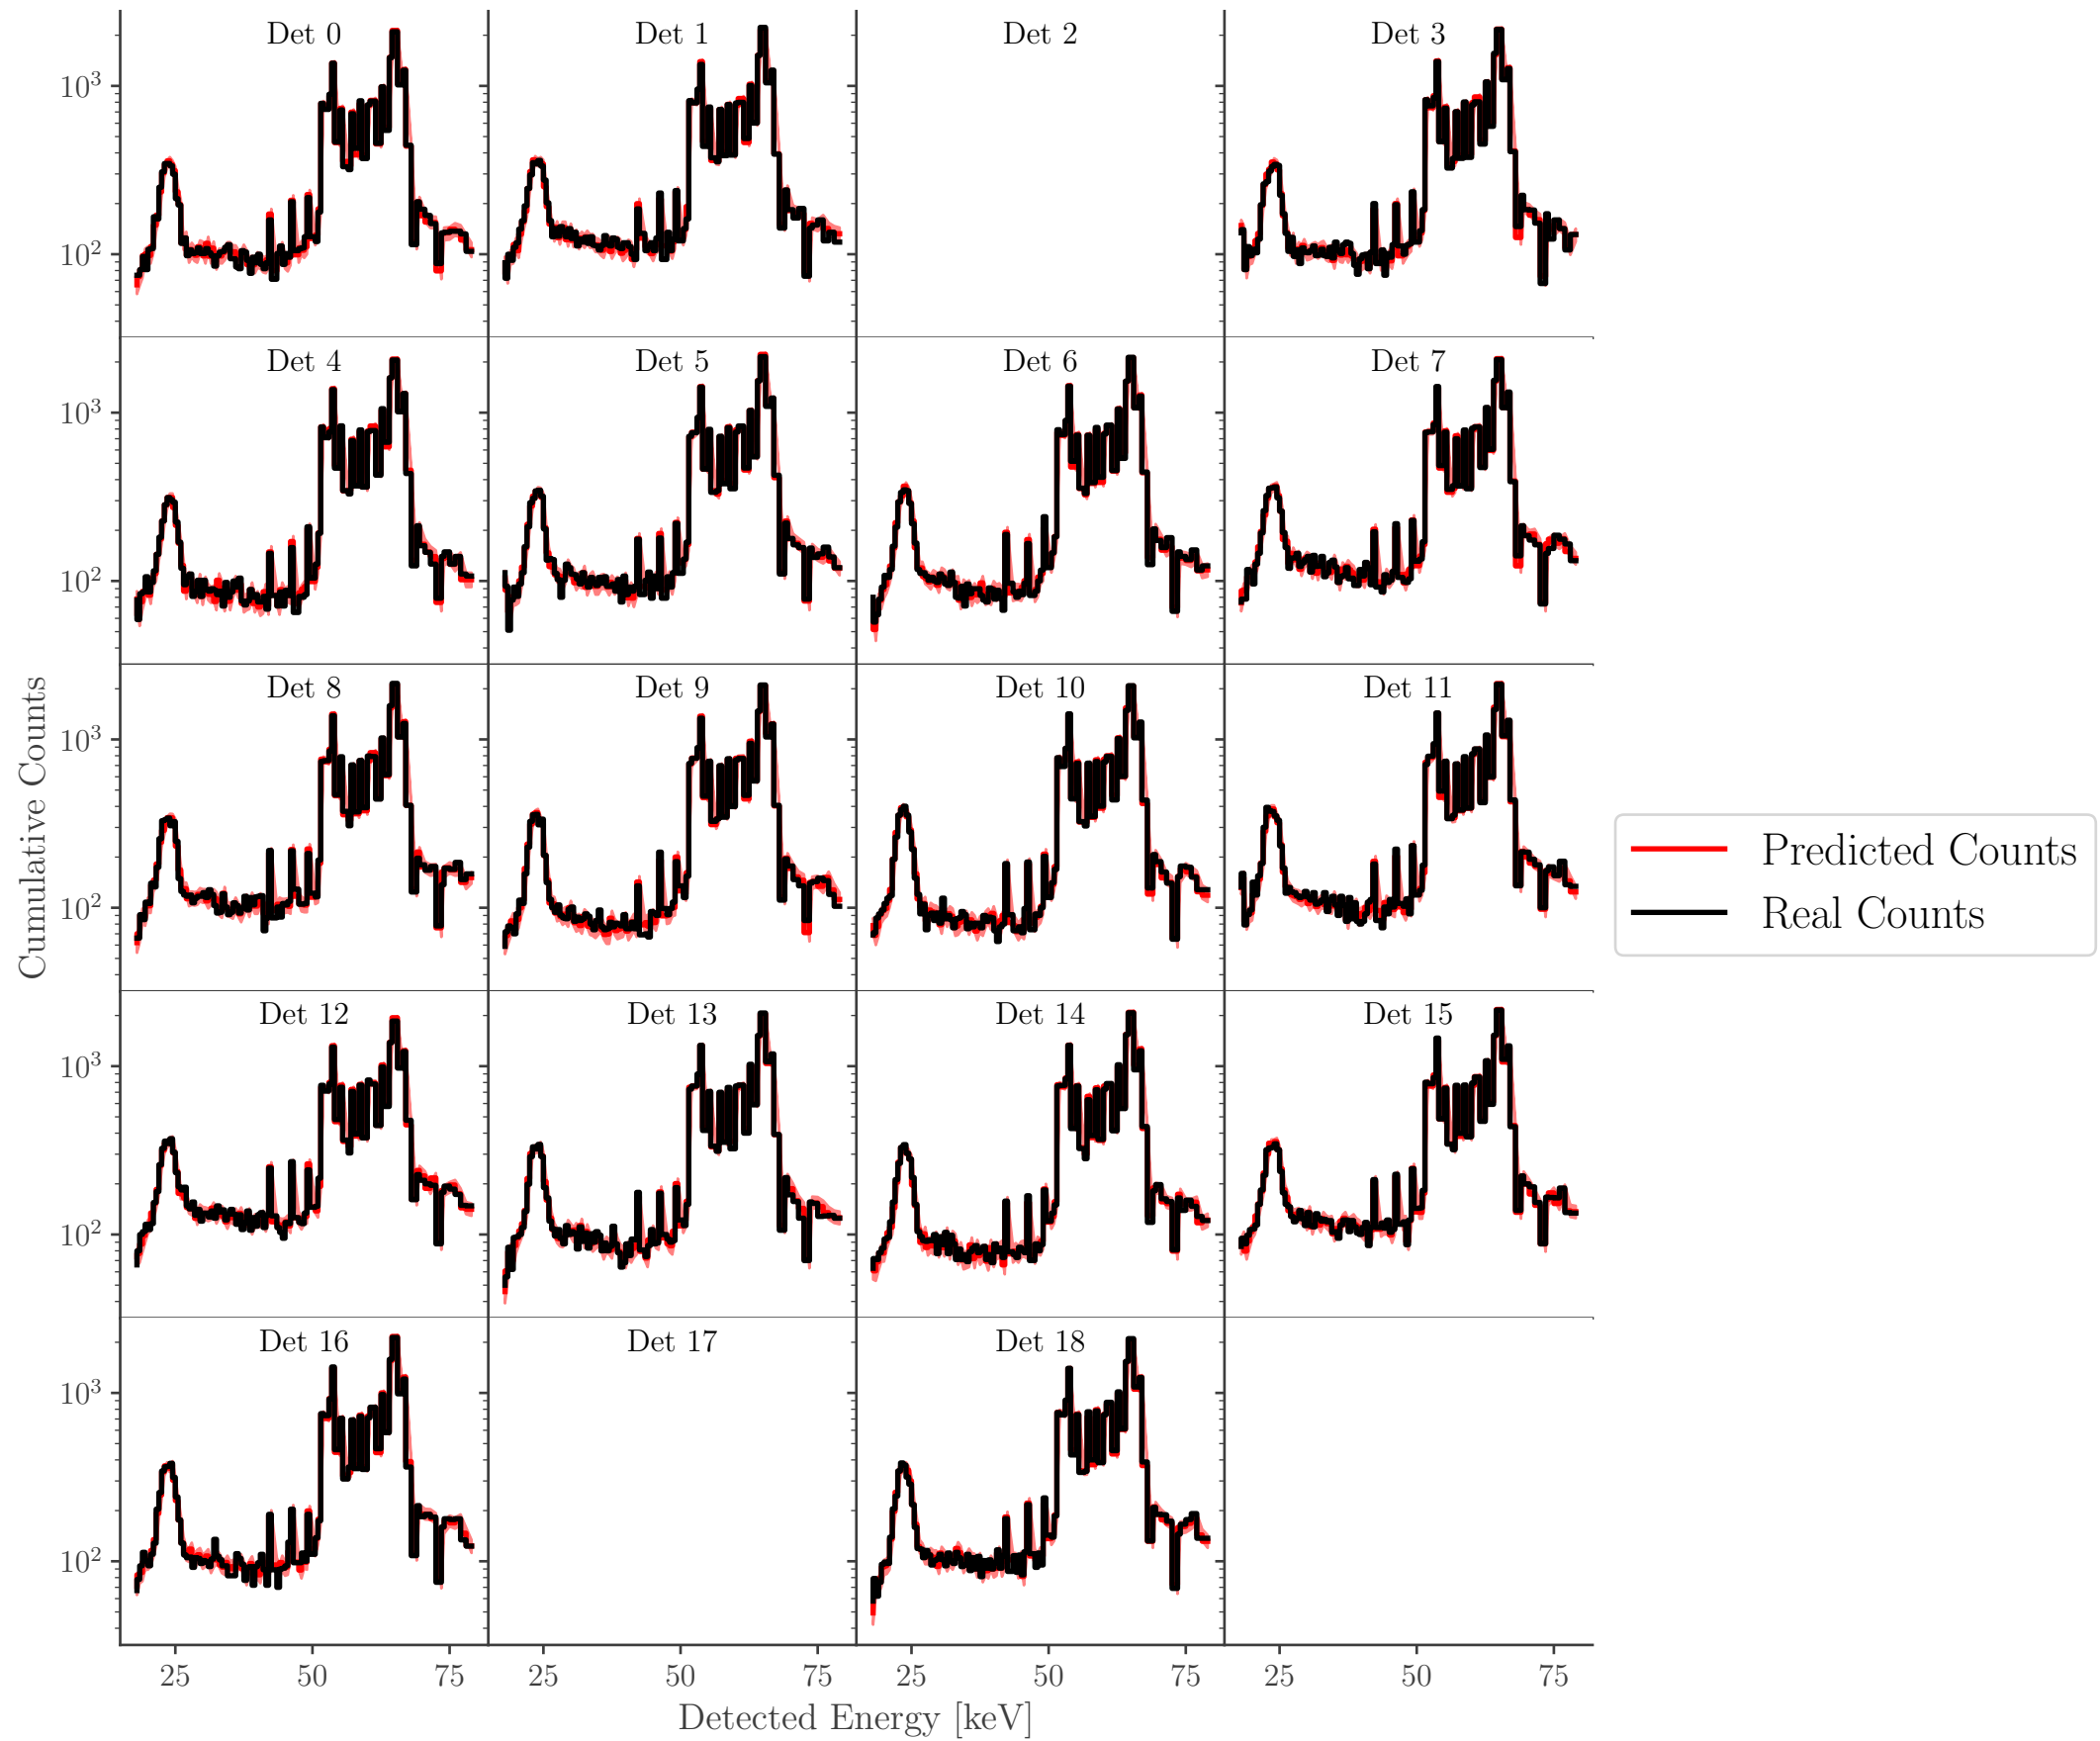 Det 0
Det 1
Det 2
Det 3
10³
10²
Det 4
Det 5
Det 6
Det 7
10³
10²
Det 8
Det 9
Det 10
Det 11
10³
10²
Cumulative Counts
Predicted Counts
Real Counts
Det 12
Det 13
Det 14
Det 15
10³
10²
Det 16
Det 17
Det 18
10³
10²
25 50 75 25 50 75 25 50 75 25 50 75
Detected Energy [keV]